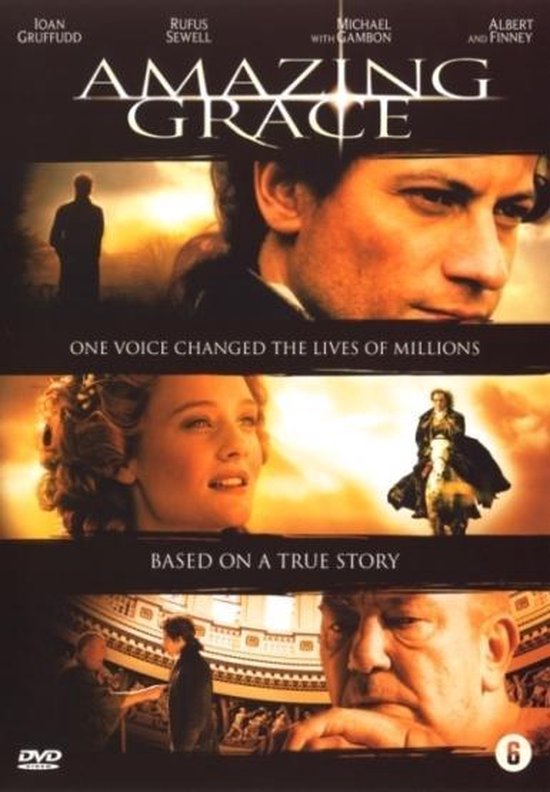 IOAN GRUFFUDD
RUFUS SEWELL
WITH MICHAEL GAMBON
AND ALBERT FINNEY
AMAZING
GRACE
ONE VOICE CHANGED THE LIVES OF MILLIONS
BASED ON A TRUE STORY
DVD
VIDEO
6